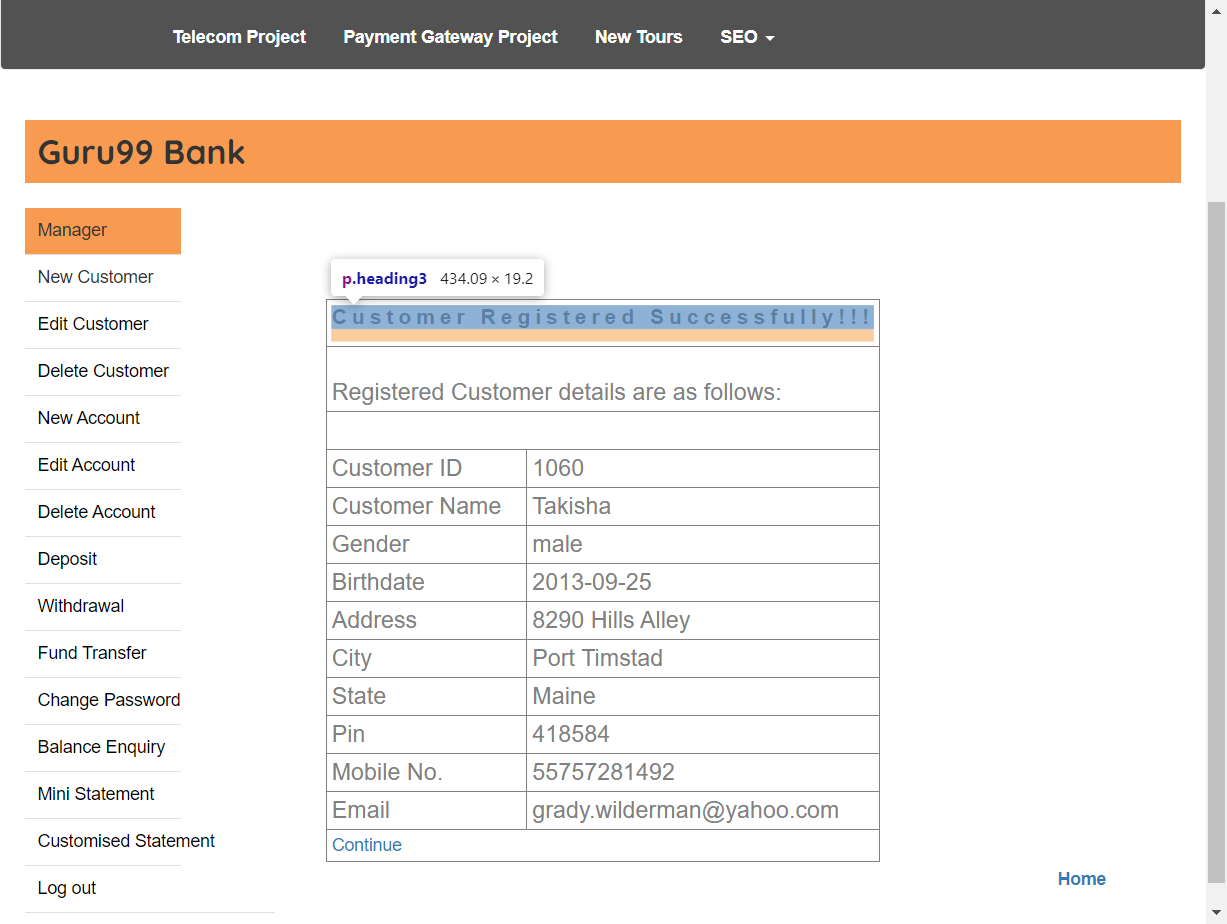 Telecom Project Payment Gateway Project New Tours SEO
Guru99 Bank
Manager
New Customer
Edit Customer
Delete Customer
New Account
Edit Account
Delete Account
Deposit
Withdrawal
Fund Transfer
Change Password
Balance Enquiry
Mini Statement
Customised Statement
Log out
p.heading3 434.09 × 19.2
Customer Registered Successfully!!!
Registered Customer details are as follows:
Customer ID 1060
Customer Name Takisha
Gender male
Birthdate 2013-09-25
Address 8290 Hills Alley
City Port Timstad
State Maine
Pin 418584
Mobile No. 55757281492
Email grady.wilderman@yahoo.com
Continue
Home